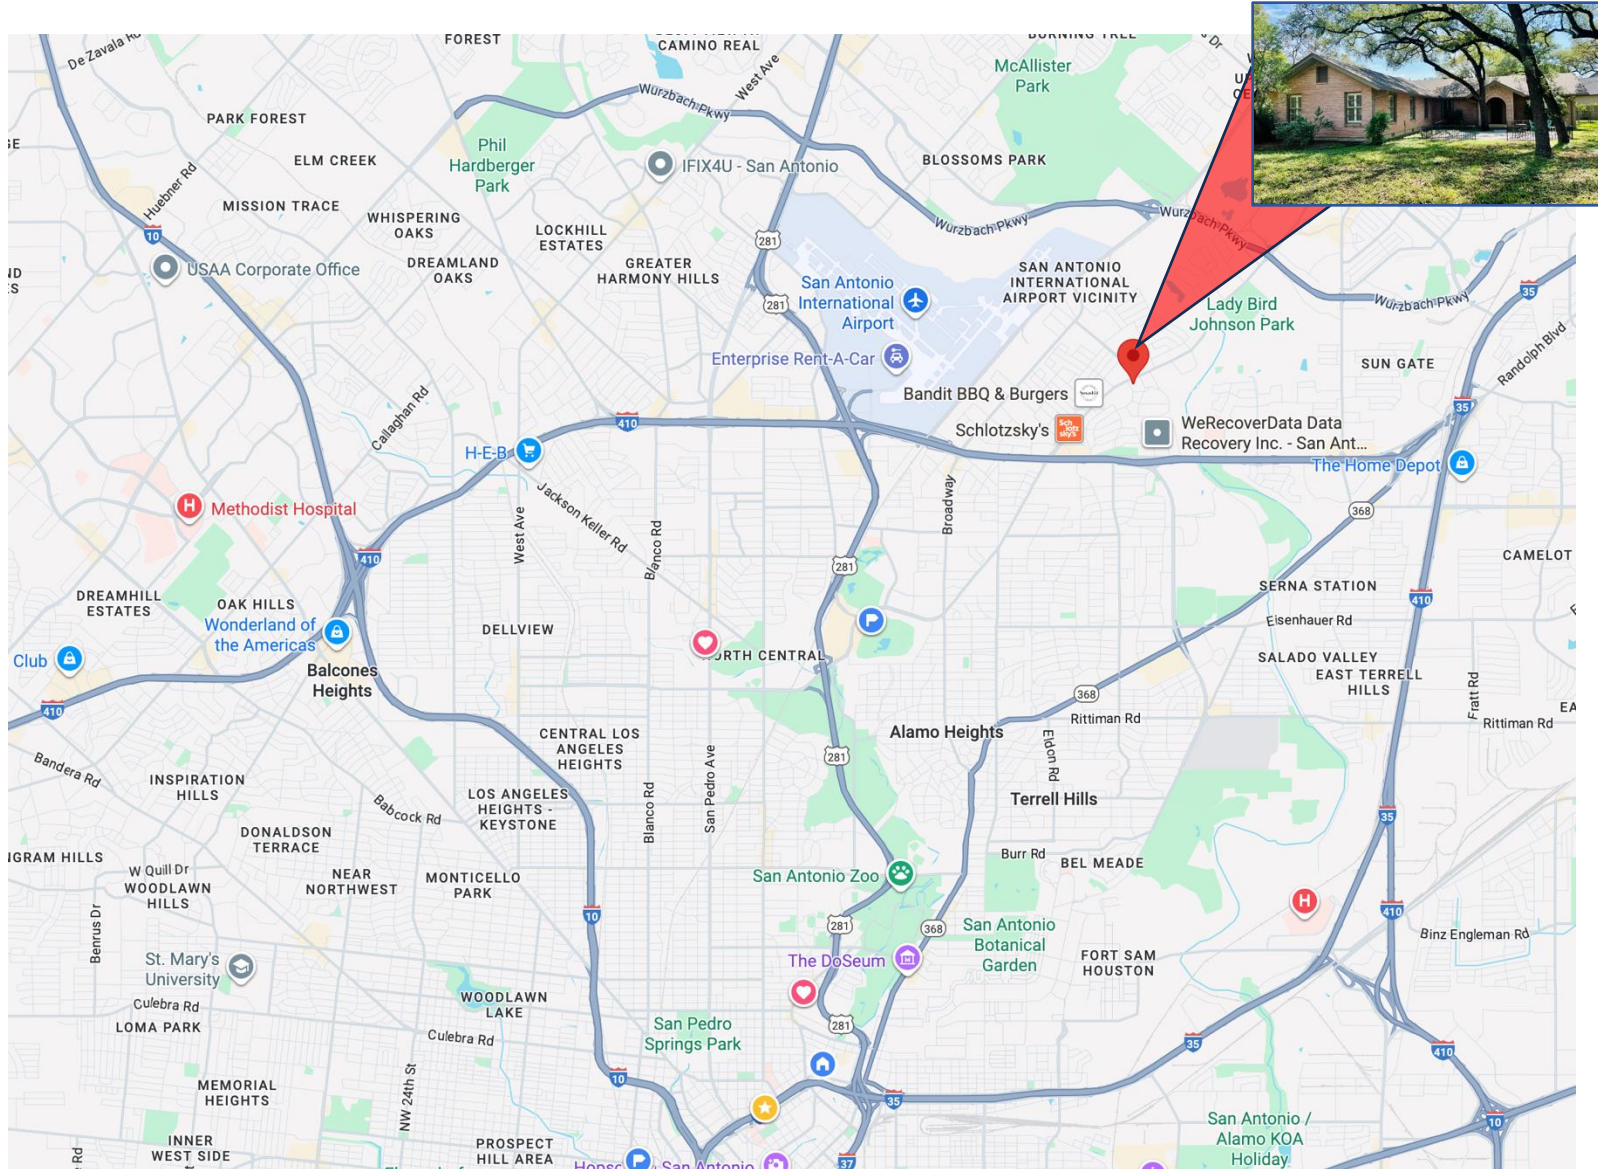 De Zavala Rd
FOREST
CAMINO REAL
West Ave
BURNING TREE
McAllister
Park
Wurzbach Pkwy
PARK FOREST
Phil
Hardberger
Park
ELM CREEK
IFIX4U - San Antonio
BLOSSOMS PARK
Huebner Rd
MISSION TRACE
WHISPERING
OAKS
LOCKHILL
ESTATES
Wurzbach Pkwy
Wurzbach Pkwy
10
281
USAA Corporate Office
DREAMLAND
OAKS
GREATER
HARMONY HILLS
San Antonio
International
Airport
SAN ANTONIO
INTERNATIONAL
AIRPORT VICINITY
281
Lady Bird
Johnson Park
Wurzbach Pkwy
35
Enterprise Rent-A-Car
SUN GATE
Randolph Blvd
Callaghan Rd
Bandit BBQ & Burgers
35
410
Schlotzsky's
Sch
lotz
sky's
WeRecoverData Data
Recovery Inc. - San Ant...
H-E-B
The Home Depot
Jackson Keller Rd
Broadway
Methodist Hospital
West Ave
Blanco Rd
368
410
281
CAMELOT
DREAMHILL
ESTATES
OAK HILLS
SERNA STATION
410
Wonderland of
the Americas
DELLVIEW
Eisenhauer Rd
Club
NORTH CENTRAL
SALADO VALLEY
Balcones
Heights
EAST TERRELL
HILLS
368
Fratt Rd
410
Rittiman Rd
Rittiman Rd
EA
CENTRAL LOS
ANGELES
HEIGHTS
Alamo Heights
281
Eldon Rd
Bandera Rd
INSPIRATION
HILLS
San Pedro Ave
LOS ANGELES
HEIGHTS -
KEYSTONE
Babcock Rd
Blanco Rd
Terrell Hills
35
DONALDSON
TERRACE
NGRAM HILLS
W Quill Dr
WOODLAWN
HILLS
NEAR
NORTHWEST
MONTICELLO
PARK
San Antonio Zoo
Burr Rd
BEL MEADE
10
281
368
410
Benrus Dr
San Antonio
Botanical
Garden
Binz Engleman Rd
St. Mary's
University
The DoSeum
FORT SAM
HOUSTON
Culebra Rd
WOODLAWN
LAKE
LOMA PARK
Culebra Rd
San Pedro
Springs Park
281
35
410
MEMORIAL
HEIGHTS
NW 24th St
10
35
San Antonio /
Alamo KOA
Holiday
10
INNER
WEST SIDE
PROSPECT
HILL AREA
San Antonio
37
Rd